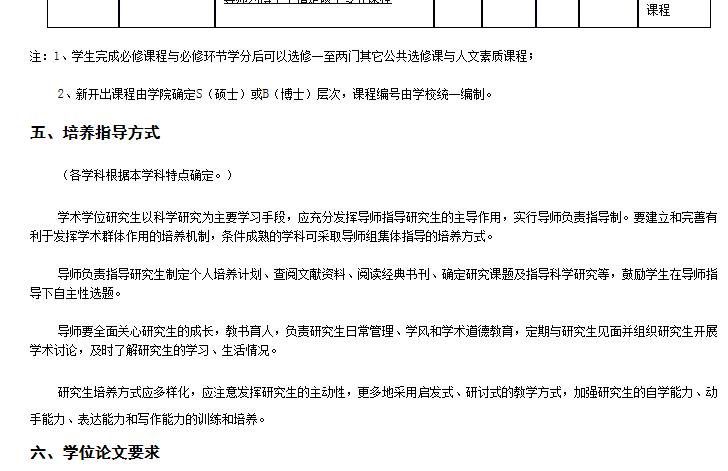 课程
注：1、学生完成必修课程与必修环节学分后可以选修一至两门其它公共选修课与人文素质课程；
2、新开出课程由学院确定S（硕士）或B（博士）层次，课程编号由学校统一编制。
五、培养指导方式
（各学科根据本学科特点确定。）
学术学位研究生以科学研究为主要学习手段，应充分发挥导师指导研究生的主导作用，实行导师负责指导制。要建立和完善有
利于发挥学术群体作用的培养机制，条件成熟的学科可采取导师组集体指导的培养方式。
导师负责指导研究生制定个人培养计划、查阅文献资料、阅读经典书刊、确定研究课题及指导科学研究等，鼓励学生在导师指
导下自主性选题。
导师要全面关心研究生的成长，教书育人，负责研究生日常管理、学风和学术道德教育，定期与研究生见面并组织研究生开展
学术讨论，及时了解研究生的学习、生活情况。
研究生培养方式应多样化，应注意发挥研究生的主动性，更多地采用启发式、研讨式的教学方式，加强研究生的自学能力、动
手能力、表达能力和写作能力的训练和培养。
六、学位论文要求